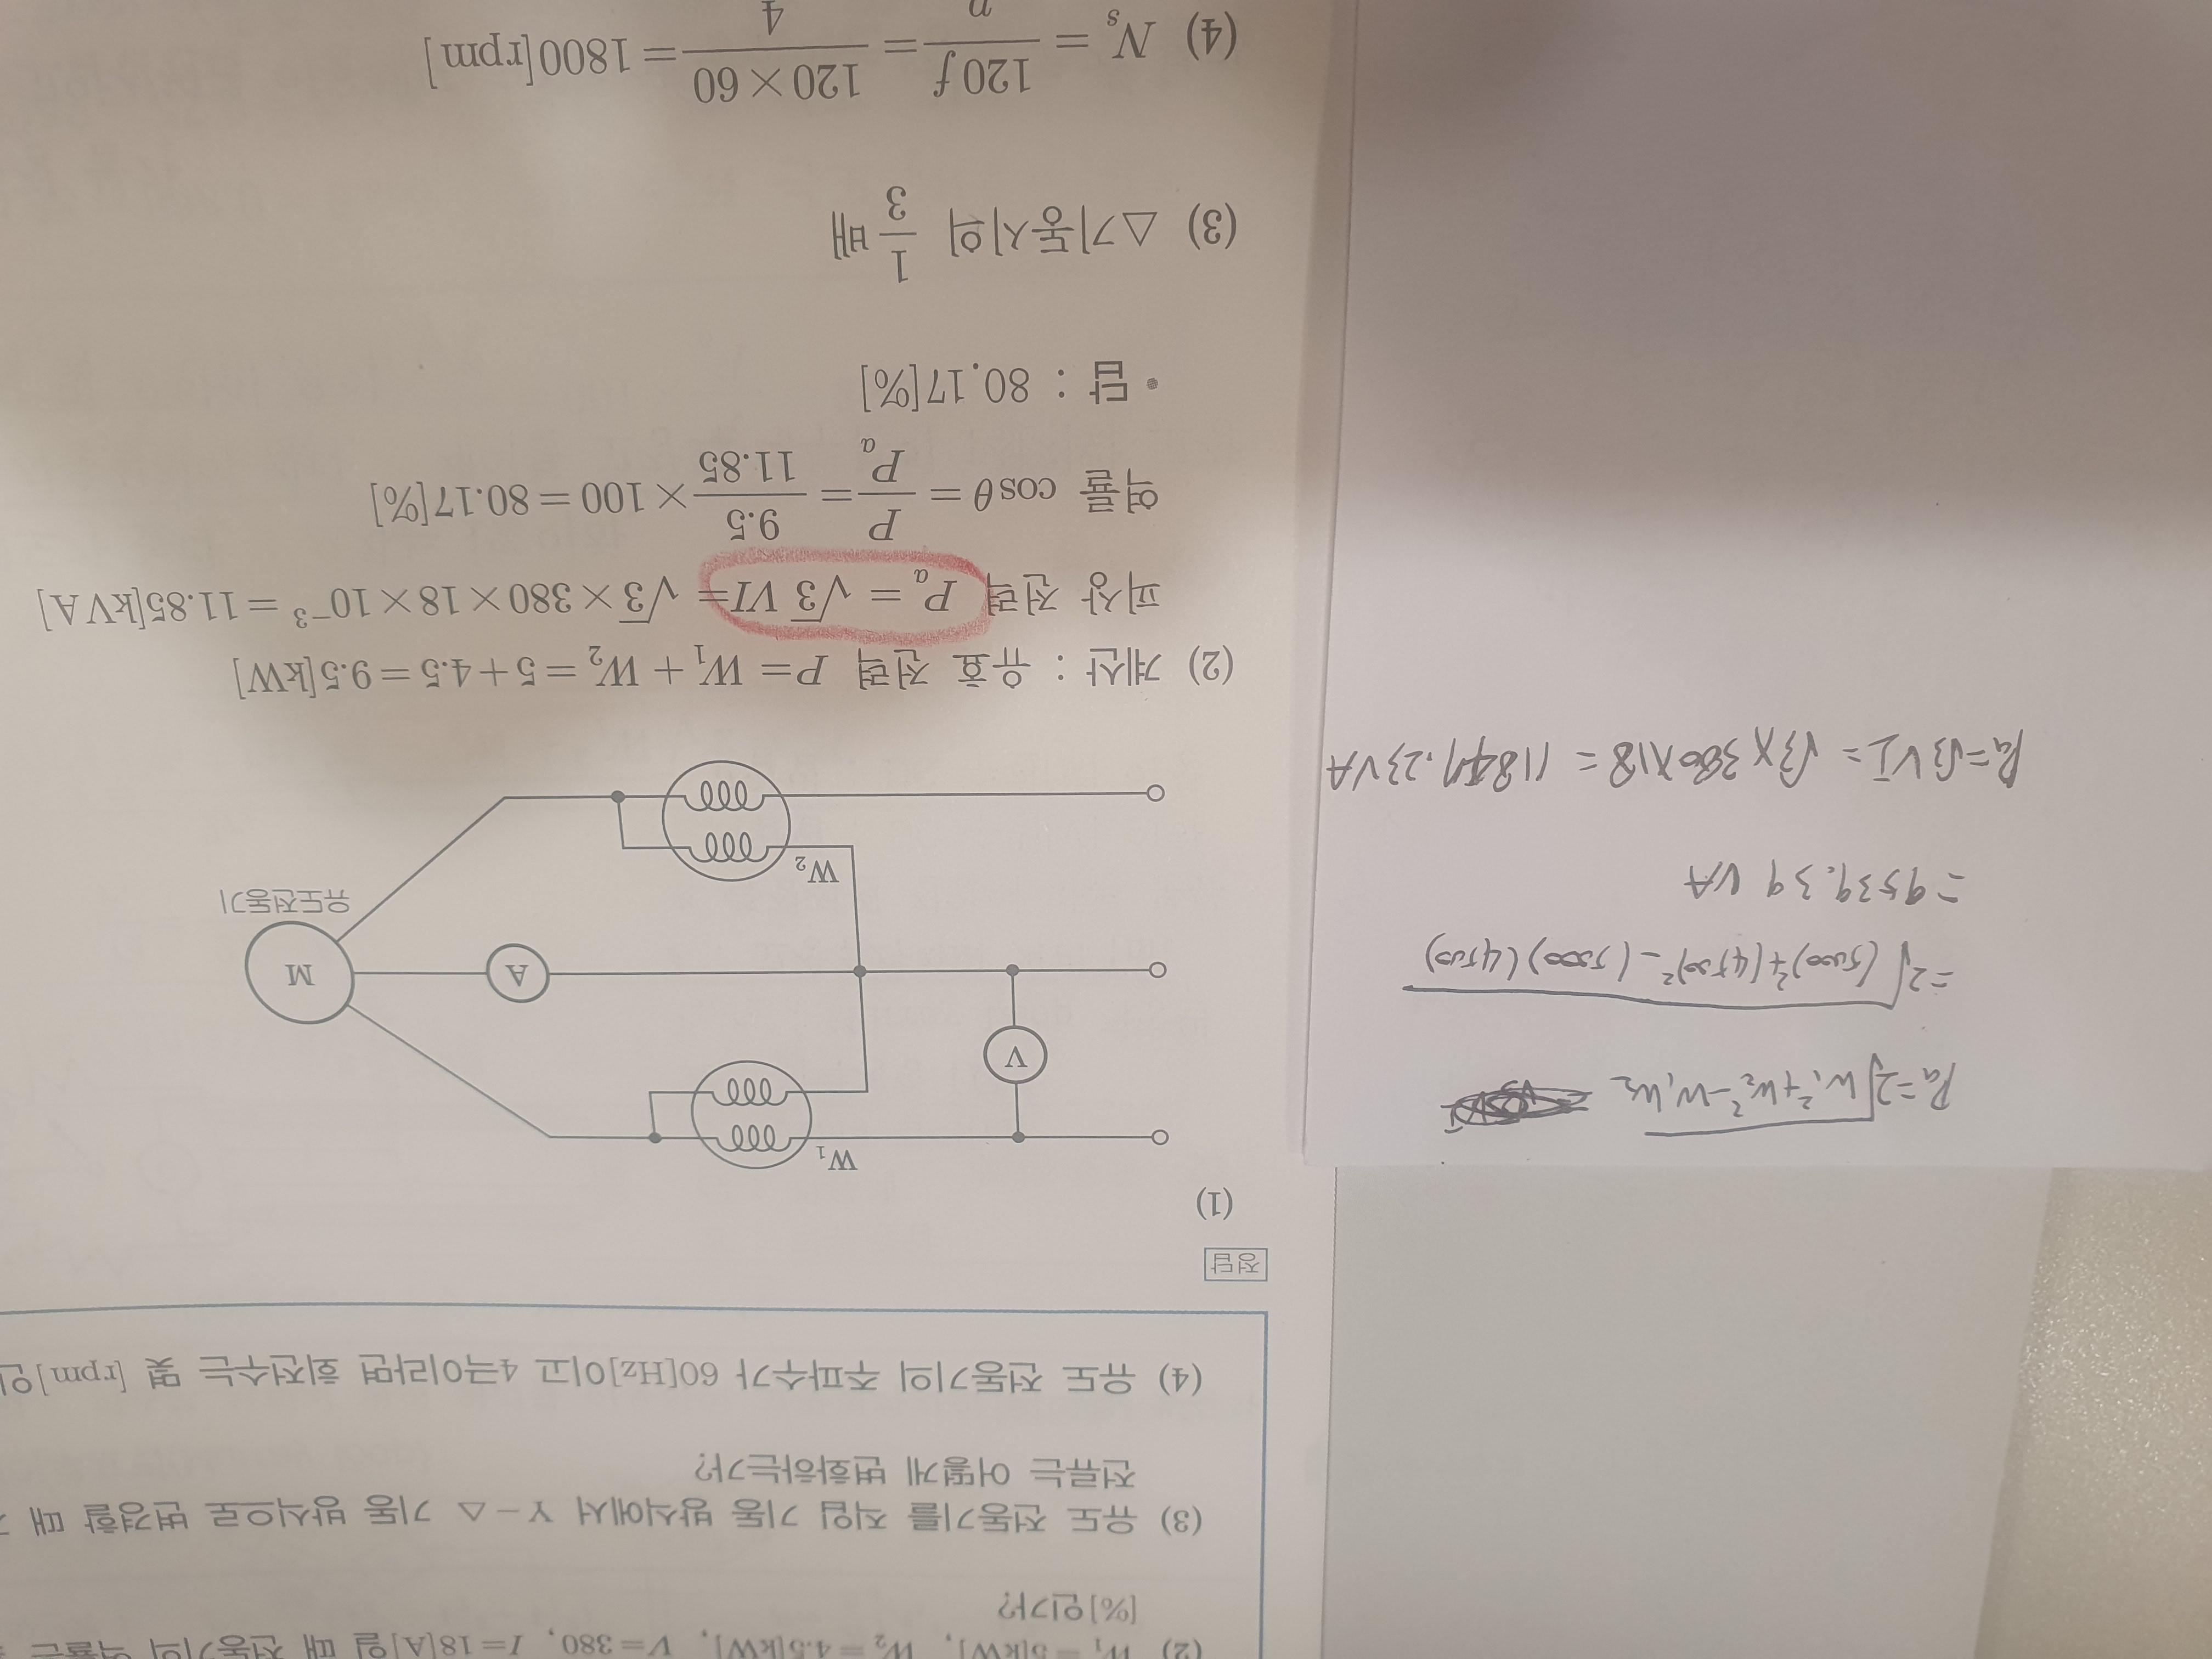 (2) W₁ = 5[kW], W₂ = 4.5[kW], V = 380, I = 18[A]일 때 전동기의 역률은
[%]인가?
(3) 유도 전동기를 직입 기동 방식에서 Y − △ 기동 방식으로 변경할 때
전류는 어떻게 변화하는가?
(4) 유도 전동기의 주파수가 60[Hz]이고 4극이라면 회전수는 몇 [rpm]인
정답
(1)
W₁
V
A
M
유도전동기
W₂
(2) 계산 : 유효 전력 P = W₁ + W₂ = 5 + 4.5 = 9.5[kW]
피상 전력 Pₐ = √3 VI = √3 × 380 × 18 × 10⁻³ = 11.85[kVA]
역률 cosθ = P/Pₐ = 9.5/11.85 × 100 = 80.17[%]
• 답 : 80.17[%]
(3) △기동시의 1/3 배
(4) Nₛ = 120f/p = 120 × 60/4 = 1800[rpm]
Pa = 2√(W₁² + W₂² − W₁W₂)
= 2√((5000)² + (4500)² − (5000)(4500))
= 9539.39 VA
Pa = √3 VI = √3 × 380 × 18 = 11847.23 VA